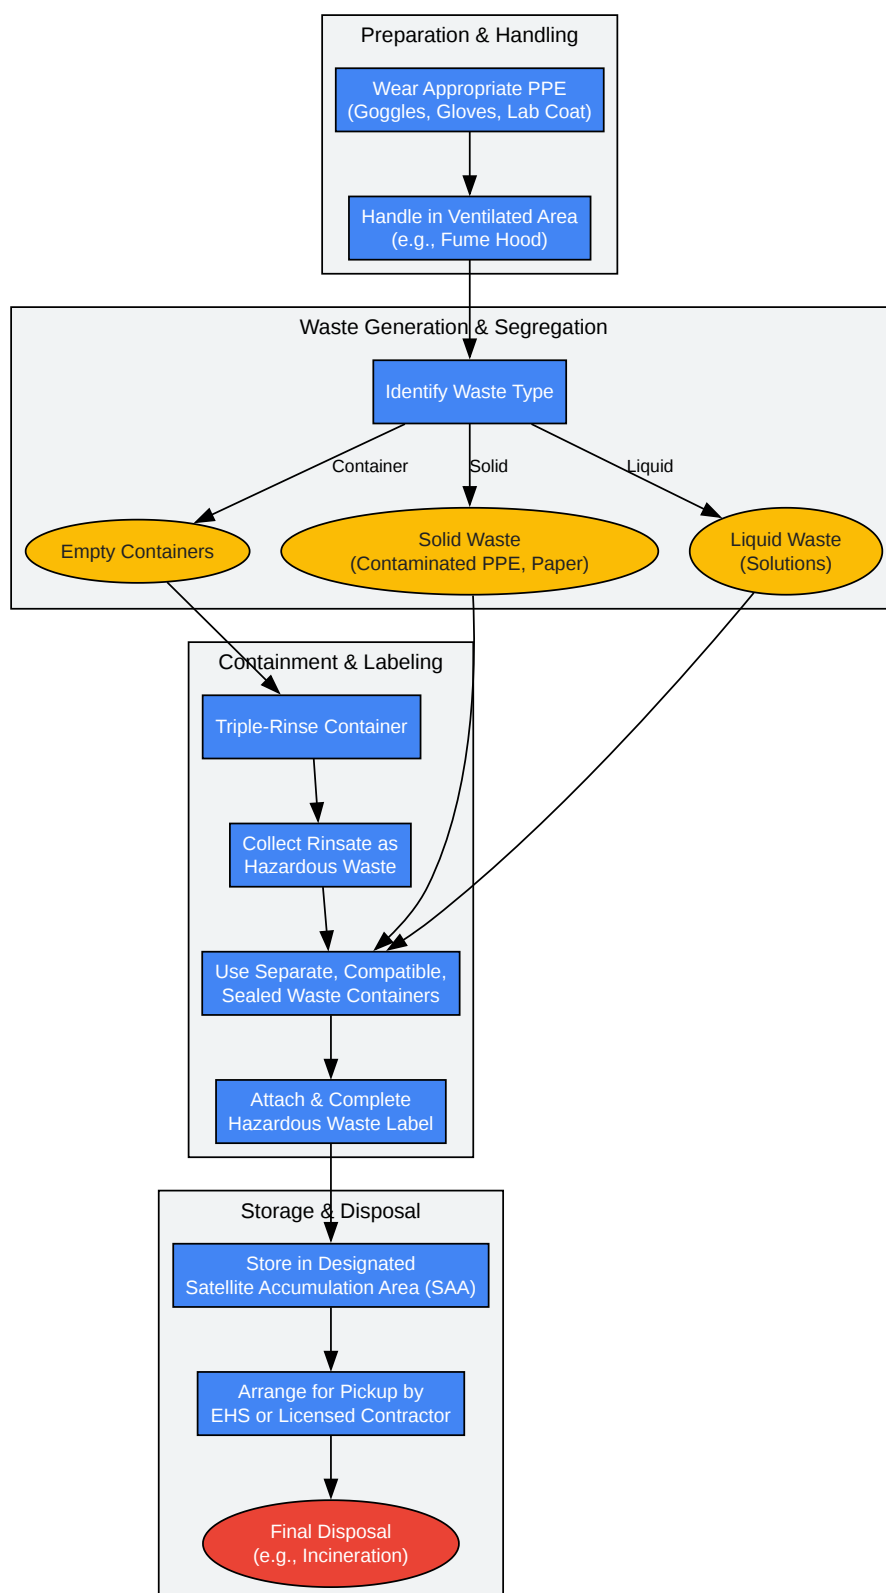 Preparation & Handling
Wear Appropriate PPE
(Goggles, Gloves, Lab Coat)
Handle in Ventilated Area
(e.g., Fume Hood)
Waste Generation & Segregation
Identify Waste Type
Container
Solid
Liquid
Empty Containers
Solid Waste
(Contaminated PPE, Paper)
Liquid Waste
(Solutions)
Containment & Labeling
Triple-Rinse Container
Collect Rinsate as
Hazardous Waste
Use Separate, Compatible,
Sealed Waste Containers
Attach & Complete
Hazardous Waste Label
Storage & Disposal
Store in Designated
Satellite Accumulation Area (SAA)
Arrange for Pickup by
EHS or Licensed Contractor
Final Disposal
(e.g., Incineration)